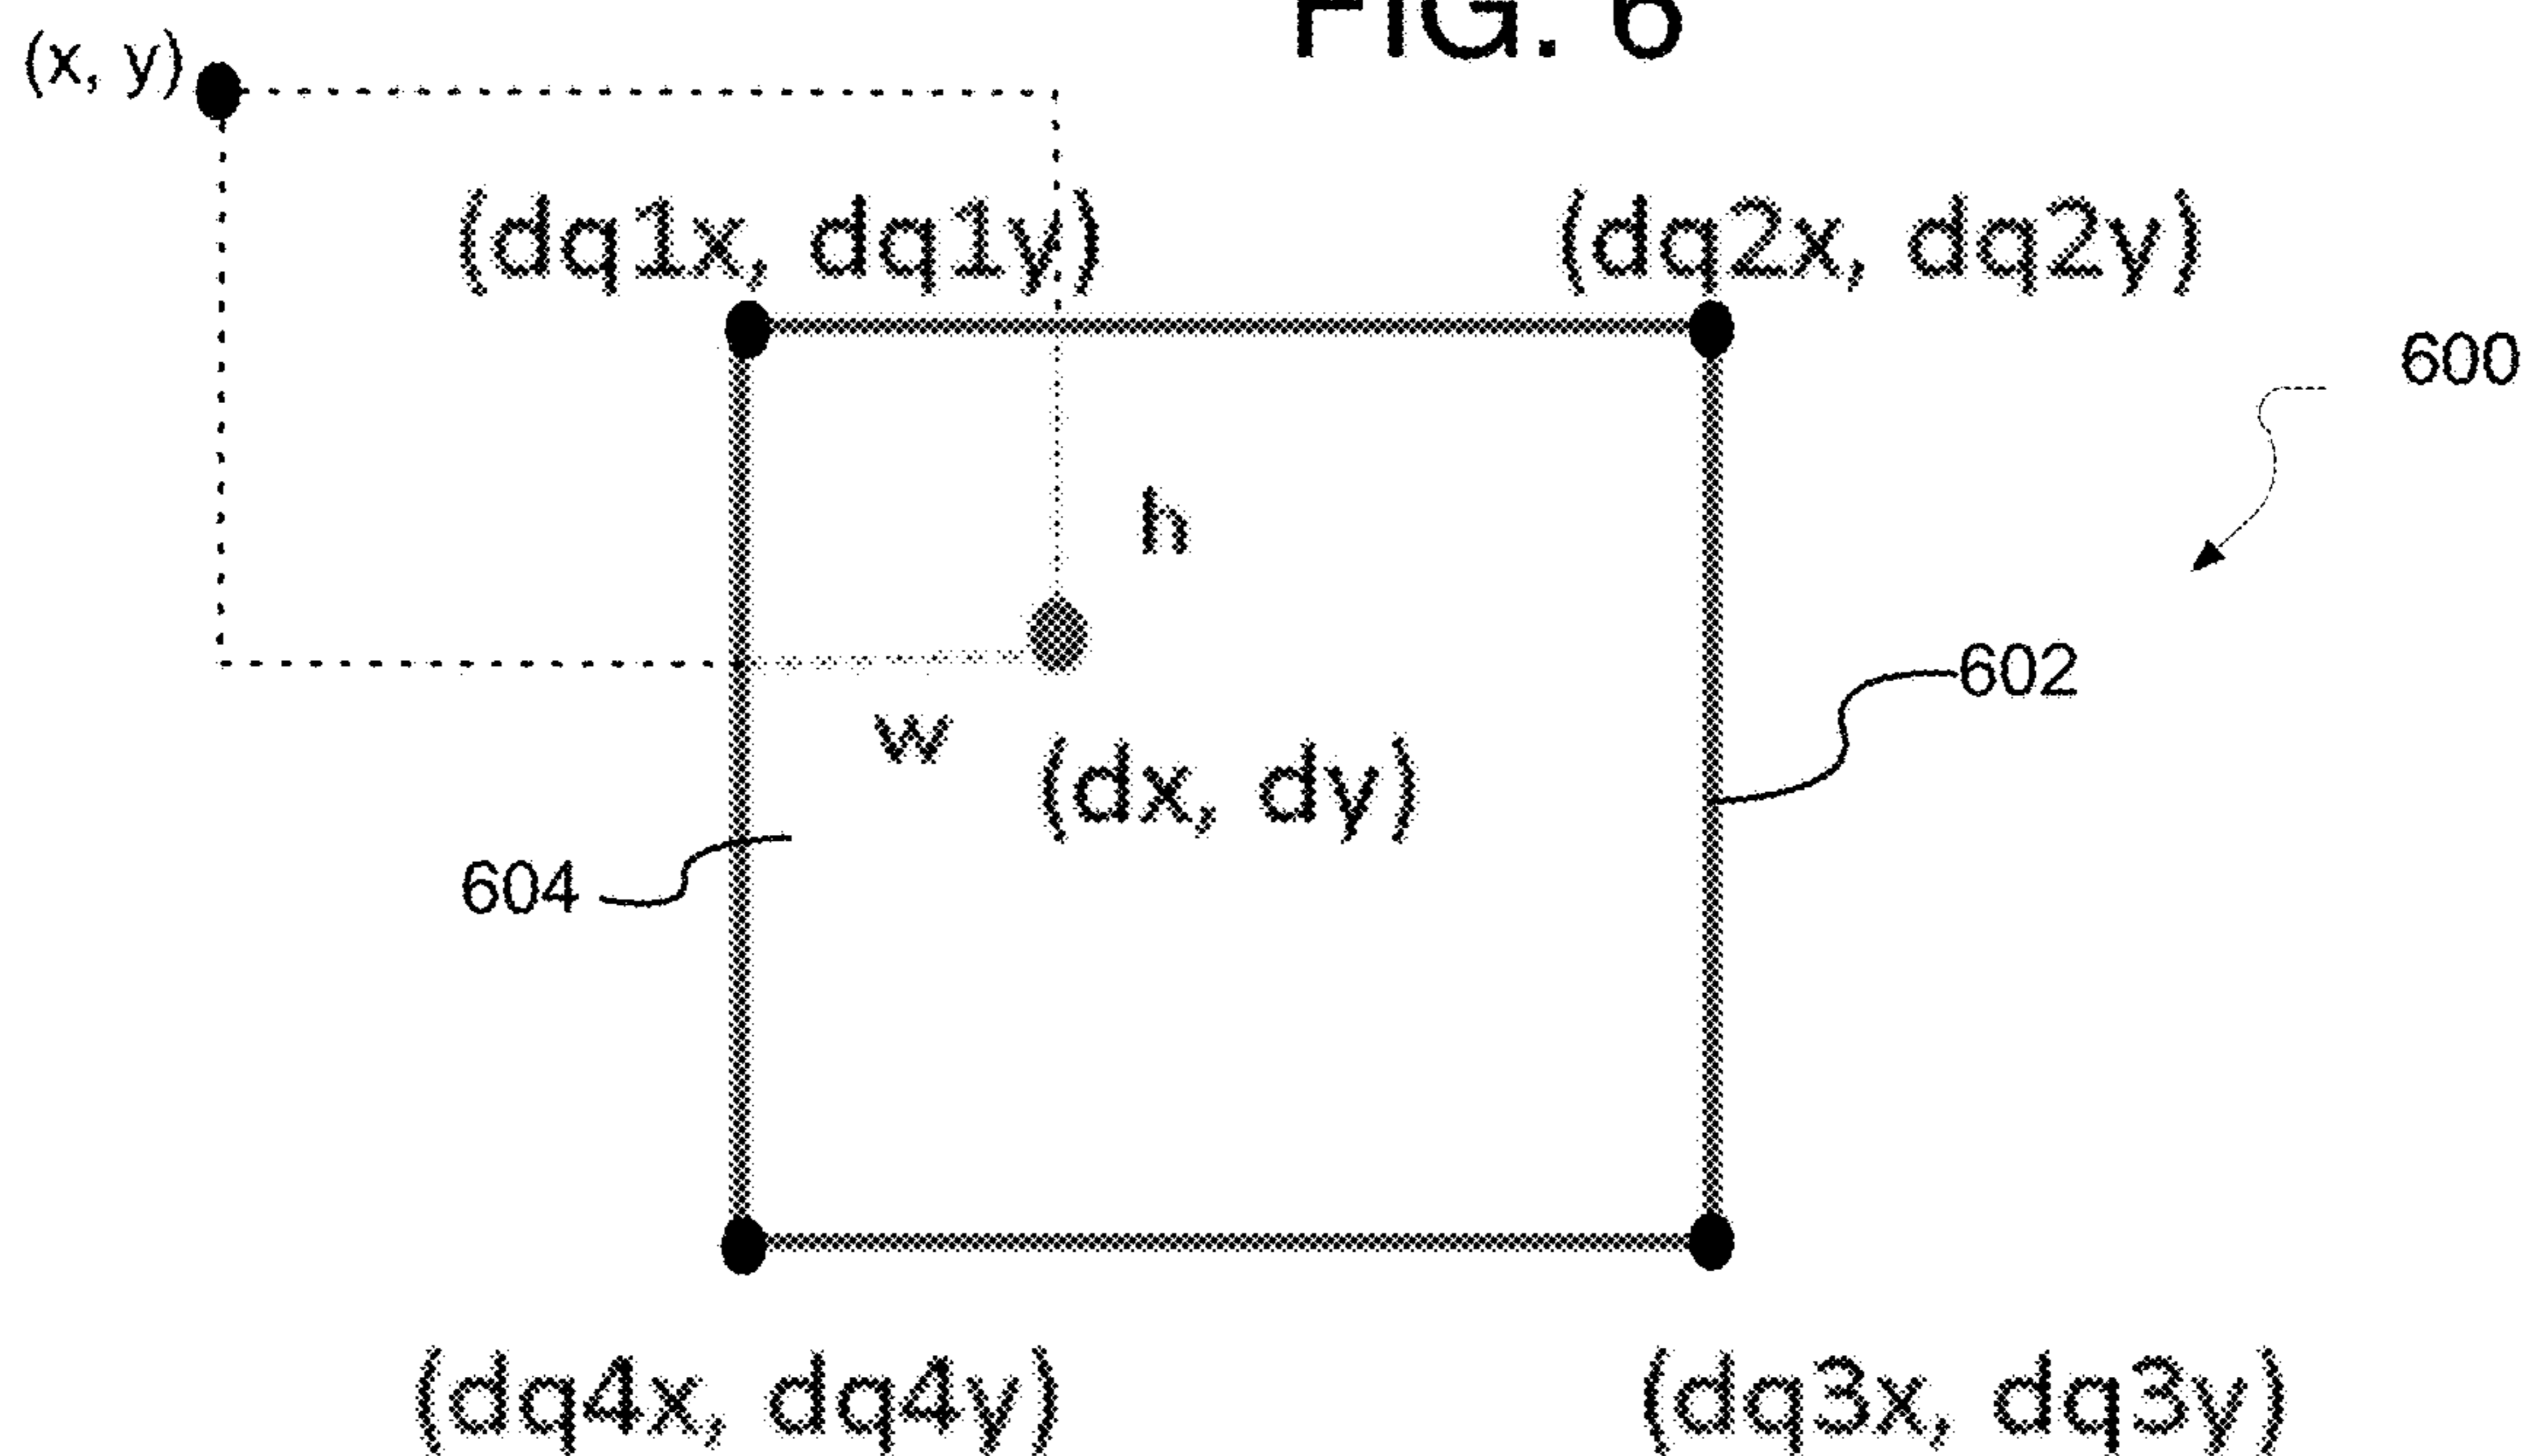 FIG. 6
(x, y)
(dq1x, dq1y)
(dq2x, dq2y)
600
h
602
w
(dx, dy)
604
(dq4x, dq4y)
(dq3x, dq3y)